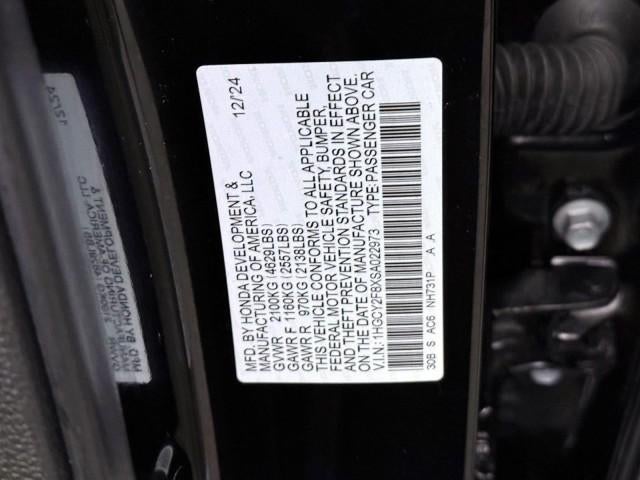 MFD. BY HONDA DEVELOPMENT & 12/'24
MANUFACTURING OF AMERICA, LLC
GVWR 2100KG (4629LBS)
GAWR F 1160KG (2557LBS)
GAWR R 970KG (2138LBS)
THIS VEHICLE CONFORMS TO ALL APPLICABLE
FEDERAL MOTOR VEHICLE SAFETY, BUMPER,
AND THEFT PREVENTION STANDARDS IN EFFECT
ON THE DATE OF MANUFACTURE SHOWN ABOVE.
V.I.N.: 1HGCY2F8XSA022973 TYPE: PASSENGER CAR
30B S AC6 NH731P A A